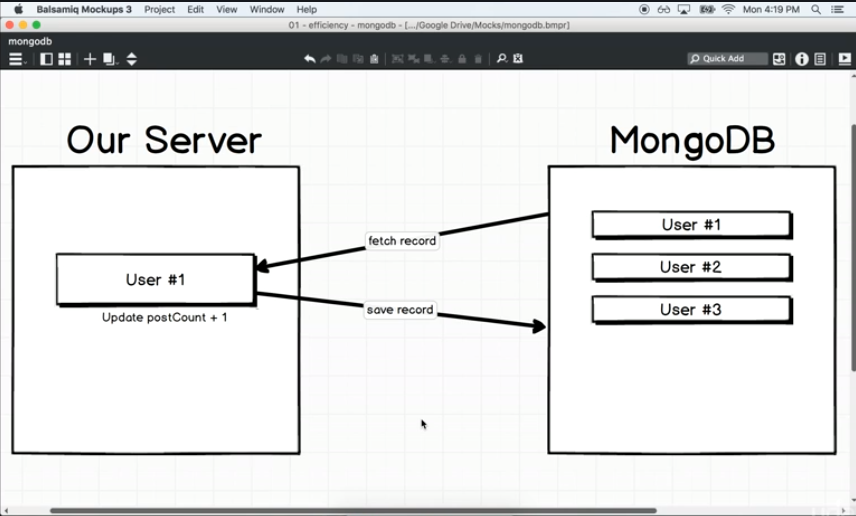 Balsamiq Mockups 3 Project Edit View Window Help Mon 4:19 PM
01 - efficiency - mongodb - [.../Google Drive/Mocks/mongodb.bmpr]
mongodb
Quick Add
Our Server
MongoDB
User #1
fetch record
User #2
User #1
save record
User #3
Update postCount + 1